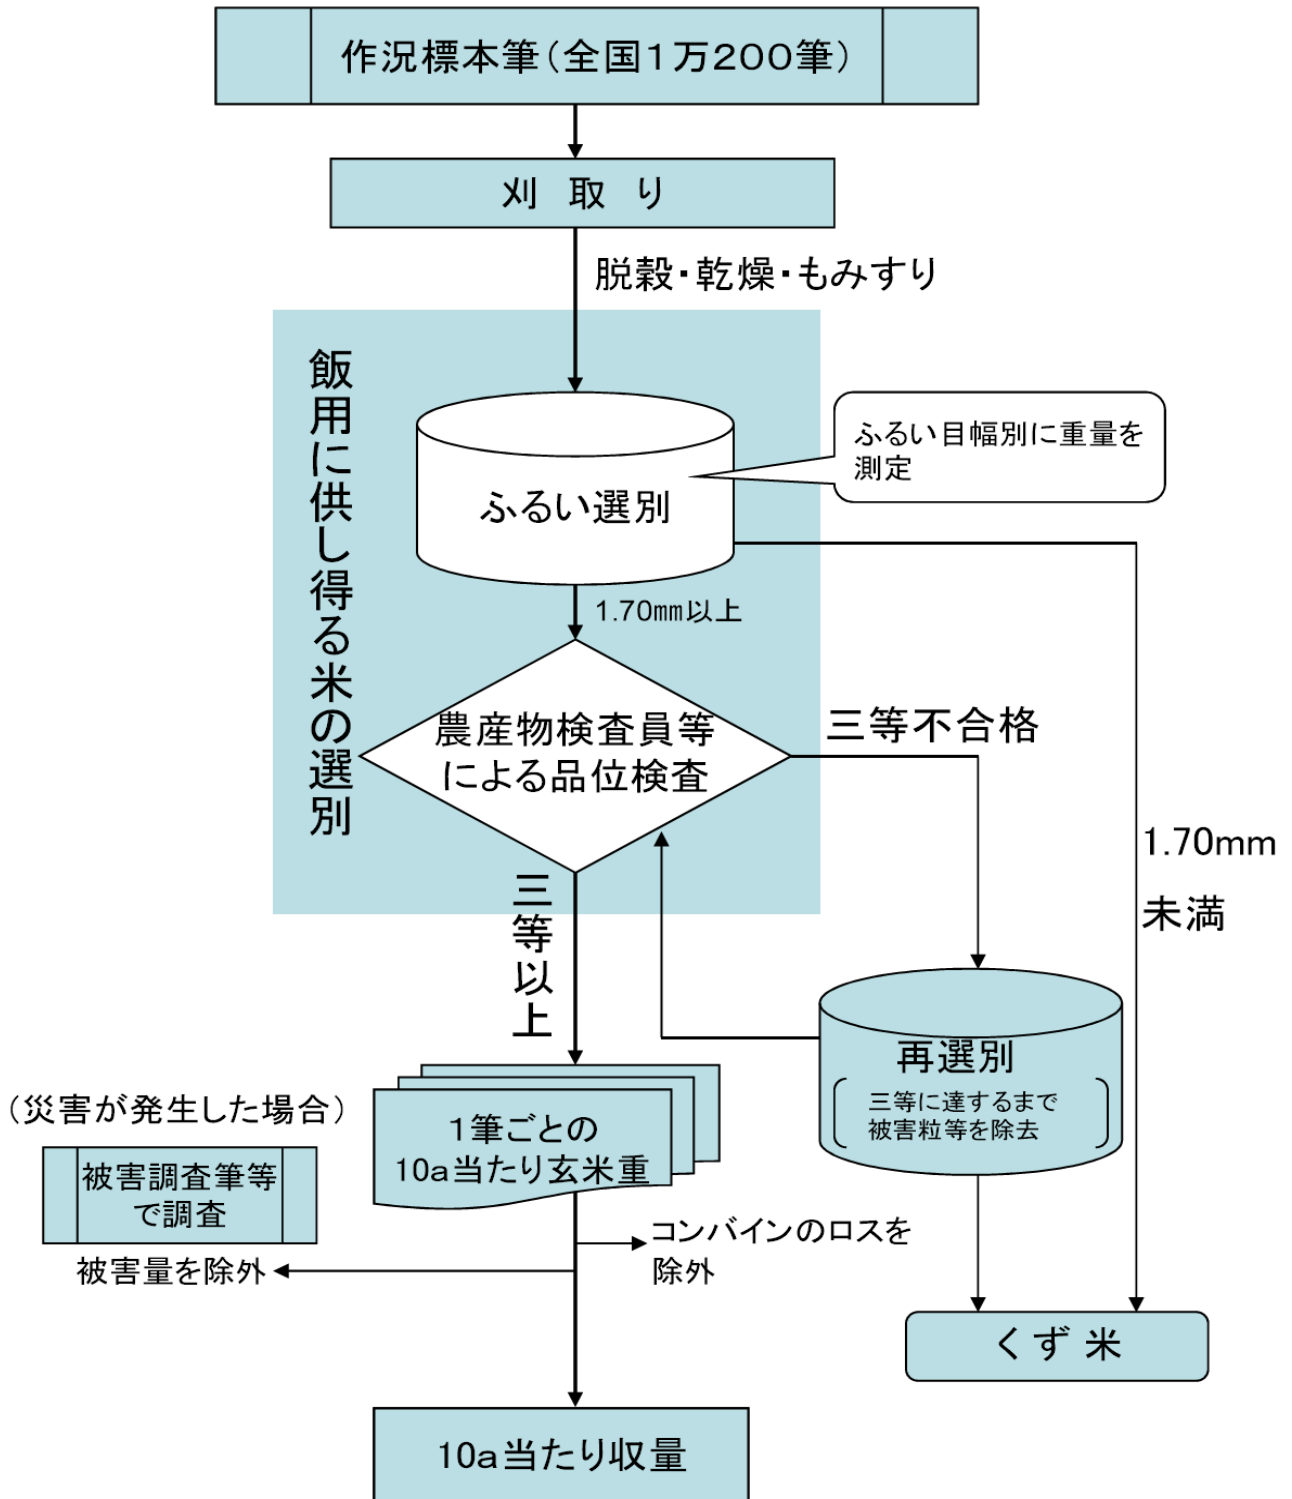 作況標本筆（全国１万２００筆）
刈 取 り
脱穀・乾燥・もみすり
飯用に供し得る米の選別
ふるい目幅別に重量を
測定
ふるい選別
1.70㎜以上
農産物検査員等
による品位検査
三等不合格
1.70mm
未満
三等以上
再選別
三等に達するまで
被害粒等を除去
（災害が発生した場合）
被害調査筆等
で調査
１筆ごとの
10a当たり玄米重
コンバインのロスを
除外
被害量を除外
くず 米
10a当たり収量